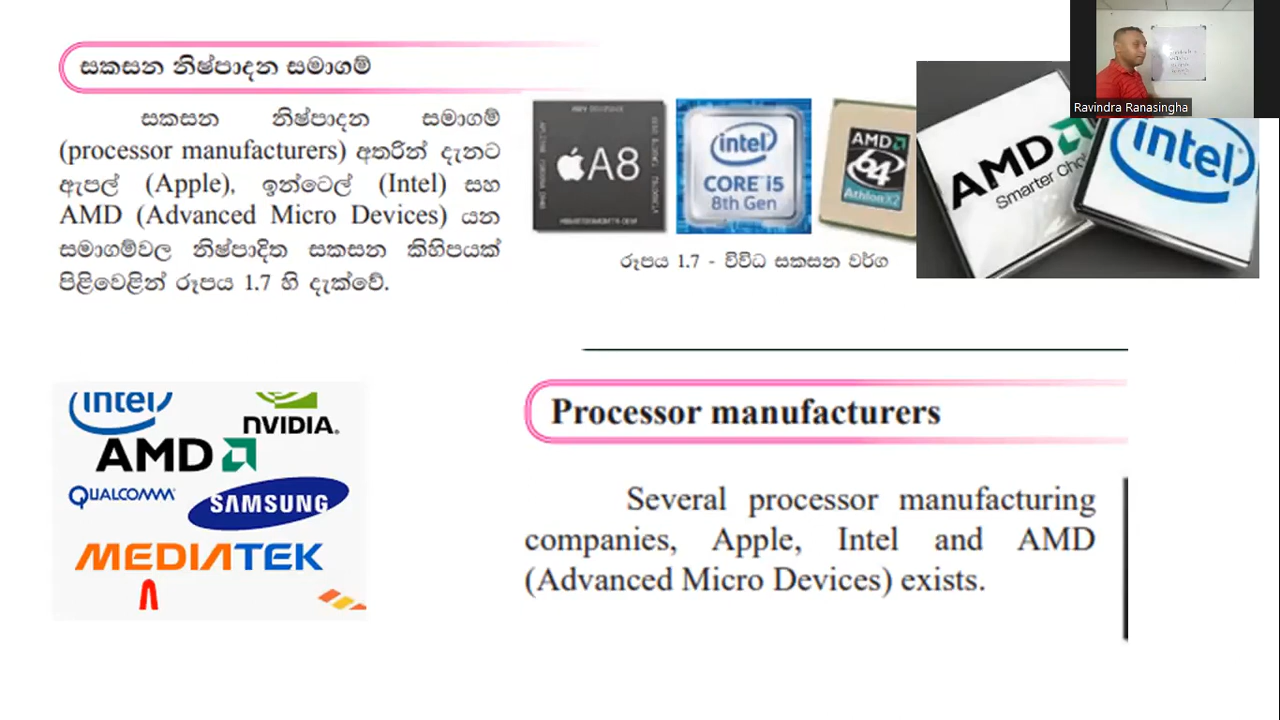 සකසන නිෂ්පාදන සමාගම්
සකසන නිෂ්පාදන සමාගම්
(processor manufacturers) අතරින් දැනට
ඇපල් (Apple), ඉන්ටෙල් (Intel) සහ
AMD (Advanced Micro Devices) යන
සමාගම්වල නිෂ්පාදිත සකසන කිහිපයක්
පිළිවෙළින් රූපය 1.7 හි දැක්වේ.
A8
intel
CORE i5
8th Gen
AMD
64
Athlon X2
රූපය 1.7 - විවිධ සකසන වර්ග
AMD
Smarter Choi
intel
Ravindra Ranasingha
intel
NVIDIA.
AMD
QUALCOMM
SAMSUNG
MEDIATEK
Processor manufacturers
Several processor manufacturing
companies, Apple, Intel and AMD
(Advanced Micro Devices) exists.